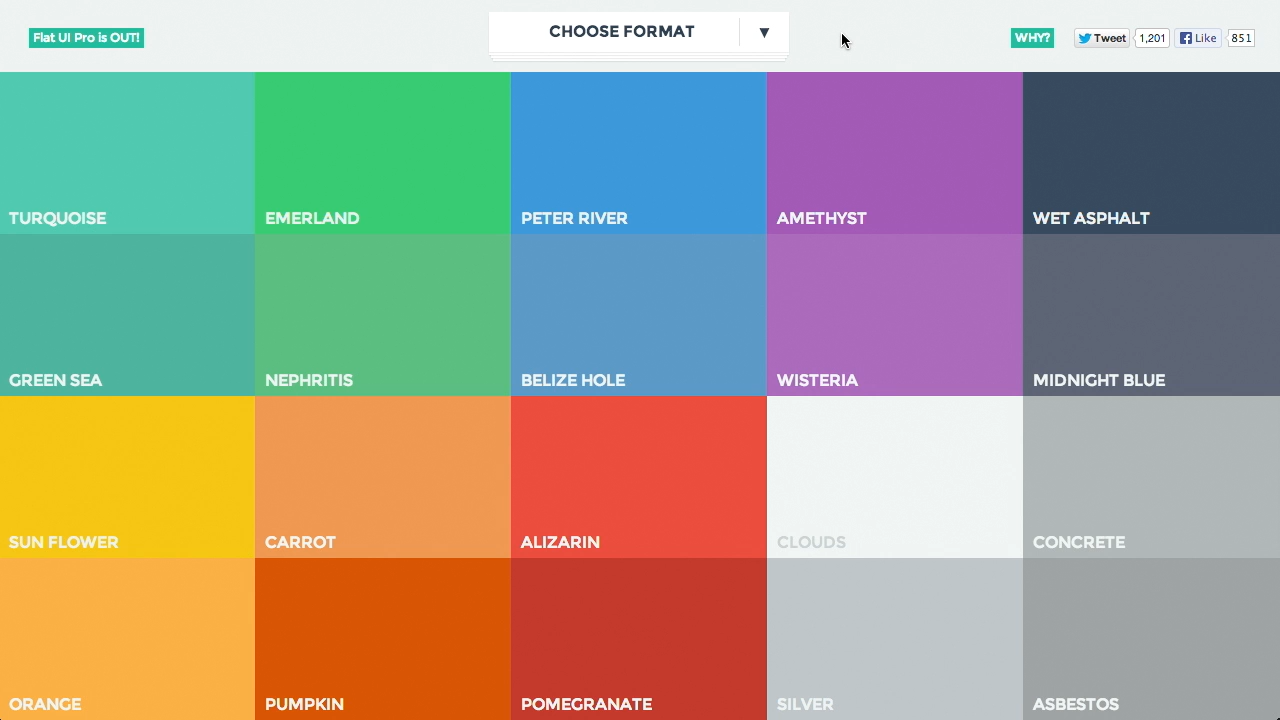 Flat UI Pro is OUT!
CHOOSE FORMAT ▼
WHY? Tweet 1,201 Like 851
TURQUOISE
EMERLAND
PETER RIVER
AMETHYST
WET ASPHALT
GREEN SEA
NEPHRITIS
BELIZE HOLE
WISTERIA
MIDNIGHT BLUE
SUN FLOWER
CARROT
ALIZARIN
CLOUDS
CONCRETE
ORANGE
PUMPKIN
POMEGRANATE
SILVER
ASBESTOS